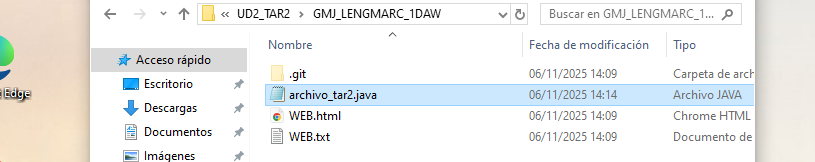 « UD2_TAR2 > GMJ_LENGMARC_1DAW
Buscar en GMJ_LENGMARC_1...
Nombre Fecha de modificación Tipo
Acceso rápido
Escritorio
Descargas
Documentos
Imágenes
.git 06/11/2025 14:09 Carpeta de arch
archivo_tar2.java 06/11/2025 14:14 Archivo JAVA
WEB.html 06/11/2025 14:09 Chrome HTML
WEB.txt 06/11/2025 14:09 Documento de
Edge